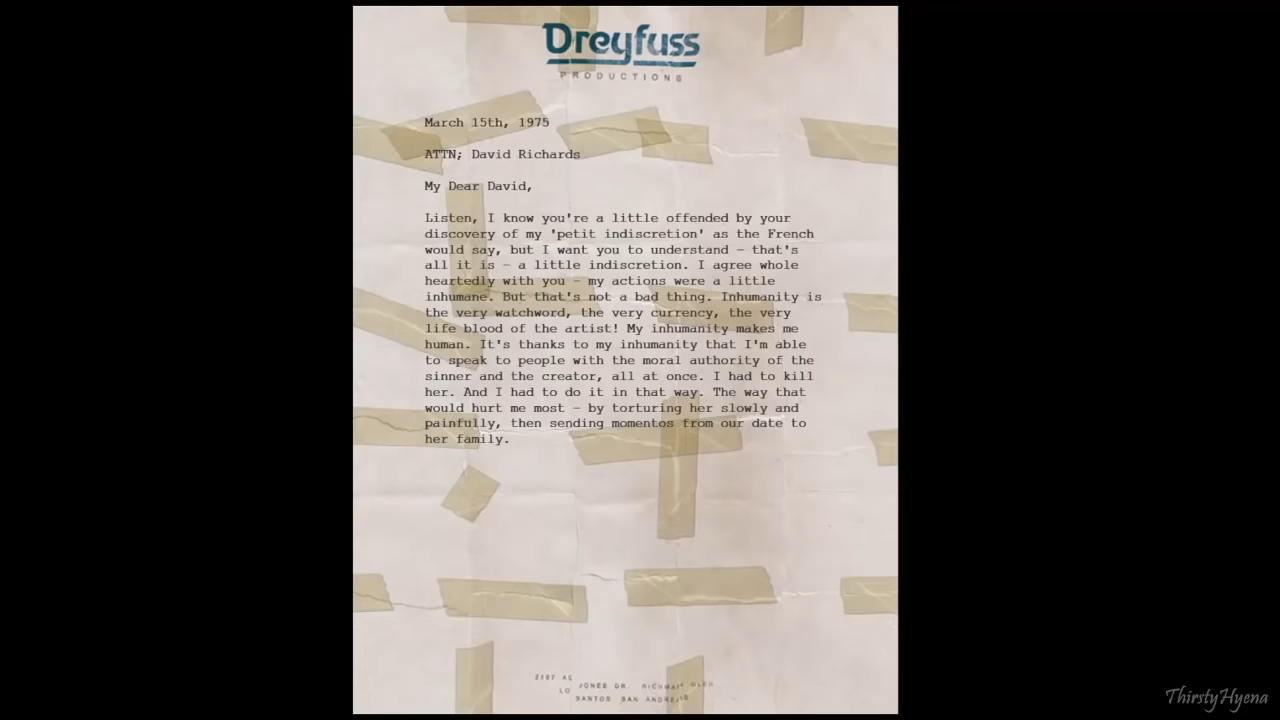 Dreyfuss
PRODUCTIONS
March 15th, 1975
ATTN; David Richards
My Dear David,
Listen, I know you're a little offended by your
discovery of my 'petit indiscretion' as the French
would say, but I want you to understand – that's
all it is – a little indiscretion. I agree whole
heartedly with you – my actions were a little
inhumane. But that's not a bad thing. Inhumanity is
the very watchword, the very currency, the very
life blood of the artist! My inhumanity makes me
human. It's thanks to my inhumanity that I'm able
to speak to people with the moral authority of the
sinner and the creator, all at once. I had to kill
her. And I had to do it in that way. The way that
would hurt me most – by torturing her slowly and
painfully, then sending momentos from our date to
her family.
JONES DR. RICHMAN GLEN
SANTOS SAN ANDREAS
ThirstyHyena